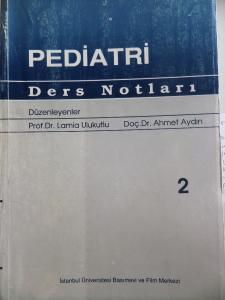 PEDİATRİ
Ders Notları
Düzenleyenler
Prof.Dr. Lamia Ulukutlu Doç.Dr. Ahmet Aydın
2
İstanbul Üniversitesi Basımevi ve Film Merkezi